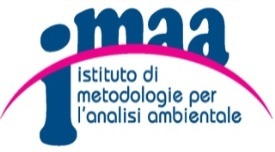 imaa
istituto di
metodologie per
l'analisi ambientale